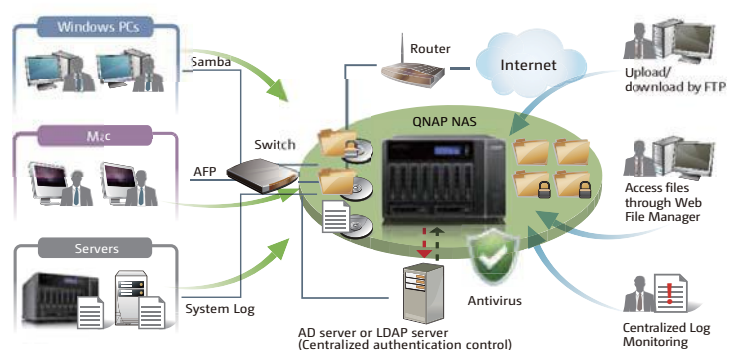 Windows PCs
Samba
Mac
AFP
Servers
System Log
Switch
Router
Internet
QNAP NAS
Antivirus
AD server or LDAP server
(Centralized authentication control)
Upload/
download by FTP
Access files
through Web
File Manager
Centralized Log
Monitoring